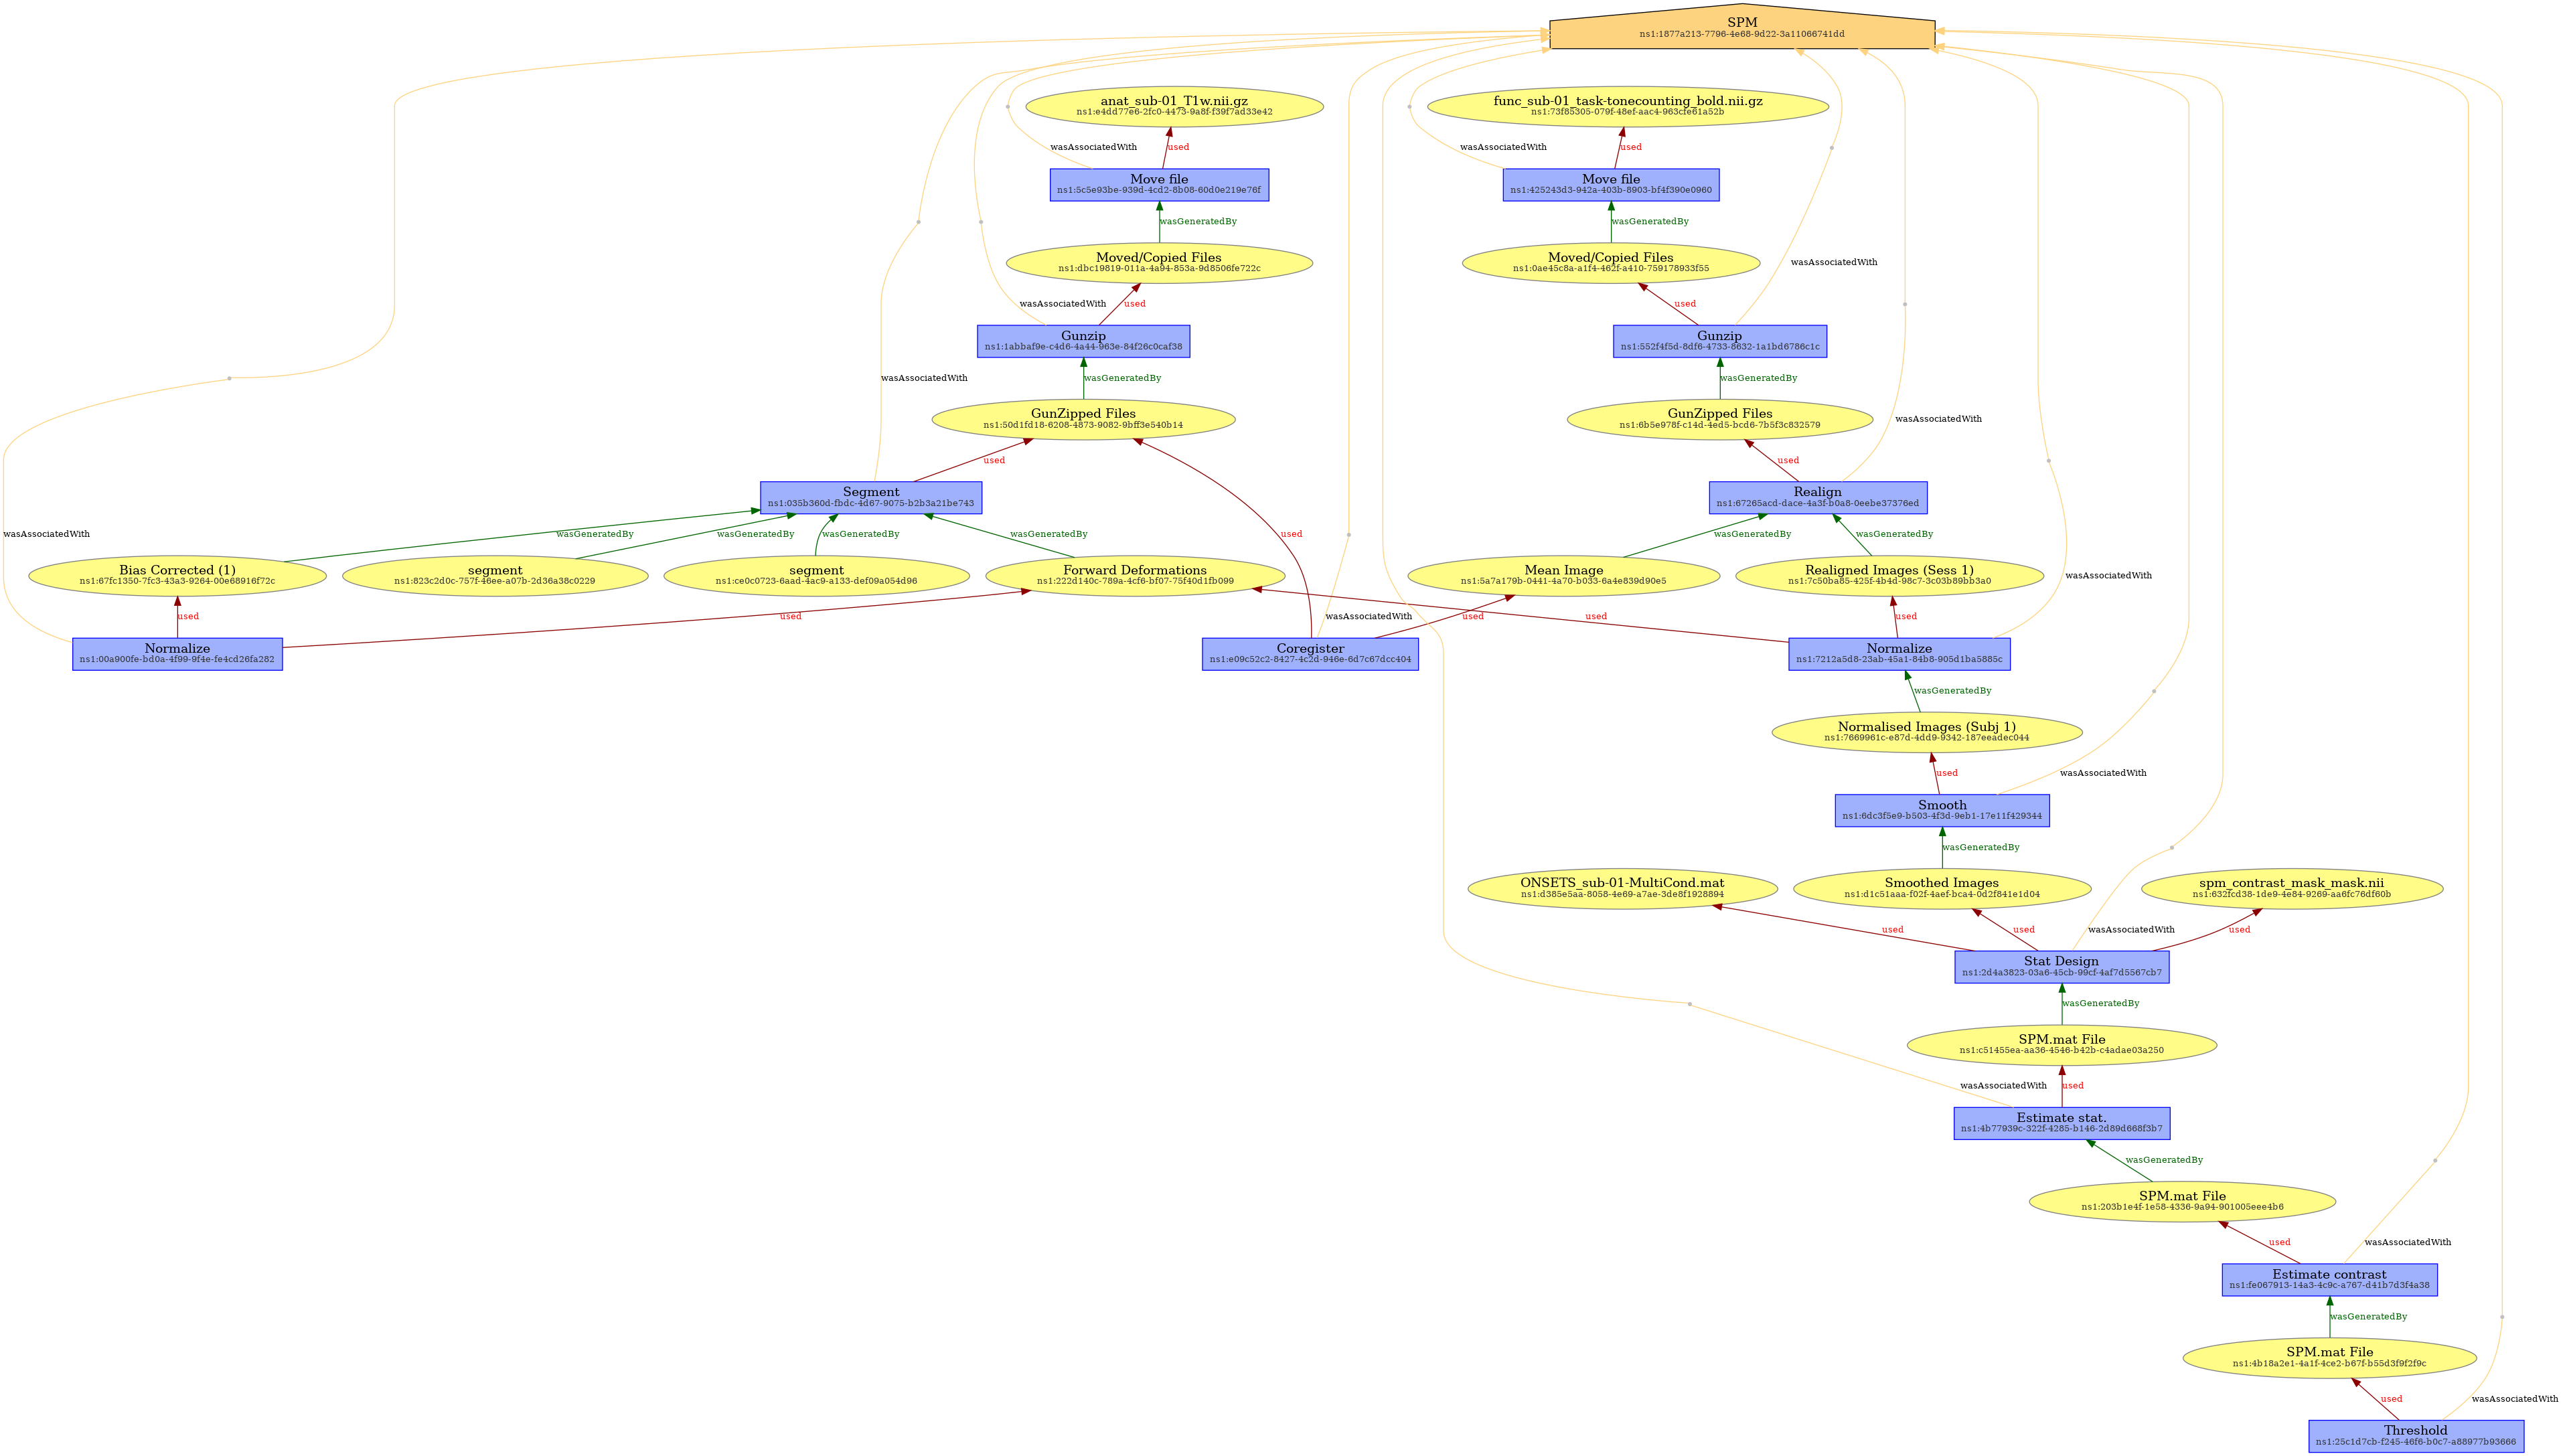 SPM
ns1:1877a213-7796-4e68-9d22-3a11066741dd
anat_sub-01_T1w.nii.gz
ns1:e4dd77e6-2fc0-4473-9a8f-f39f7ad33e42
func_sub-01_task-tonecounting_bold.nii.gz
ns1:73f85305-079f-48ef-aac4-963cfe61a52b
wasAssociatedWith
used
wasAssociatedWith
used
Move file
ns1:5c5e93be-939d-4cd2-8b08-60d0e219e76f
Move file
ns1:425243d3-942a-403b-8903-bf4f390e0960
wasGeneratedBy
wasGeneratedBy
Moved/Copied Files
ns1:dbc19819-011a-4a94-853a-9d8506fe722c
Moved/Copied Files
ns1:0ae45c8a-a1f4-462f-a410-759178933f55
wasAssociatedWith
wasAssociatedWith
used
used
Gunzip
ns1:1abbaf9e-c4d6-4a44-963e-84f26c0caf38
Gunzip
ns1:552f4f5d-8df6-4733-8632-1a1bd6786c1c
wasAssociatedWith
wasGeneratedBy
wasGeneratedBy
GunZipped Files
ns1:50d1fd18-6208-4873-9082-9bff3e540b14
GunZipped Files
ns1:6b5e978f-c14d-4ed5-bcd6-7b5f3c832579
wasAssociatedWith
used
used
Segment
ns1:035b360d-fbdc-4d67-9075-b2b3a21be743
Realign
ns1:67265acd-dace-4a3f-b0a8-0eebe37376ed
wasAssociatedWith
wasGeneratedBy
wasGeneratedBy
wasGeneratedBy
wasGeneratedBy
used
wasGeneratedBy
wasGeneratedBy
Bias Corrected (1)
ns1:67fc1350-7fc3-43a3-9264-00e68916f72c
segment
ns1:823c2d0c-757f-46ee-a07b-2d36a38c0229
segment
ns1:ce0c0723-6aad-4ac9-a133-def09a054d96
Forward Deformations
ns1:222d140c-789a-4cf6-bf07-75f40d1fb099
Mean Image
ns1:5a7a179b-0441-4a70-b033-6a4e839d90e5
Realigned Images (Sess 1)
ns1:7c50ba85-425f-4b4d-98c7-3c03b89bb3a0
wasAssociatedWith
used
used
wasAssociatedWith
used
used
used
Normalize
ns1:00a900fe-bd0a-4f99-9f4e-fe4cd26fa282
Coregister
ns1:e09c52c2-8427-4c2d-946e-6d7c67dcc404
Normalize
ns1:7212a5d8-23ab-45a1-84b8-905d1ba5885c
wasGeneratedBy
Normalised Images (Subj 1)
ns1:7669961c-e87d-4dd9-9342-187eeadec044
used
wasAssociatedWith
Smooth
ns1:6dc3f5e9-b503-4f3d-9eb1-17e11f429344
wasGeneratedBy
ONSETS_sub-01-MultiCond.mat
ns1:d385e5aa-8058-4e69-a7ae-3de8f1928894
Smoothed Images
ns1:d1c51aaa-f02f-4aef-bca4-0d2f841e1d04
spm_contrast_mask_mask.nii
ns1:632fcd38-1de9-4e84-9269-aa6fc76df60b
used
used
wasAssociatedWith
used
Stat Design
ns1:2d4a3823-03a6-45cb-99cf-4af7d5567cb7
wasGeneratedBy
SPM.mat File
ns1:c51455ea-aa36-4546-b42b-c4adae03a250
wasAssociatedWith
used
Estimate stat.
ns1:4b77939c-322f-4285-b146-2d89d668f3b7
wasGeneratedBy
SPM.mat File
ns1:203b1e4f-1e58-4336-9a94-901005eee4b6
used
wasAssociatedWith
Estimate contrast
ns1:fe067913-14a3-4c9c-a767-d41b7d3f4a38
wasGeneratedBy
SPM.mat File
ns1:4b18a2e1-4a1f-4ce2-b67f-b55d3f9f2f9c
used
wasAssociatedWith
Threshold
ns1:25c1d7cb-f245-46f6-b0c7-a88977b93666